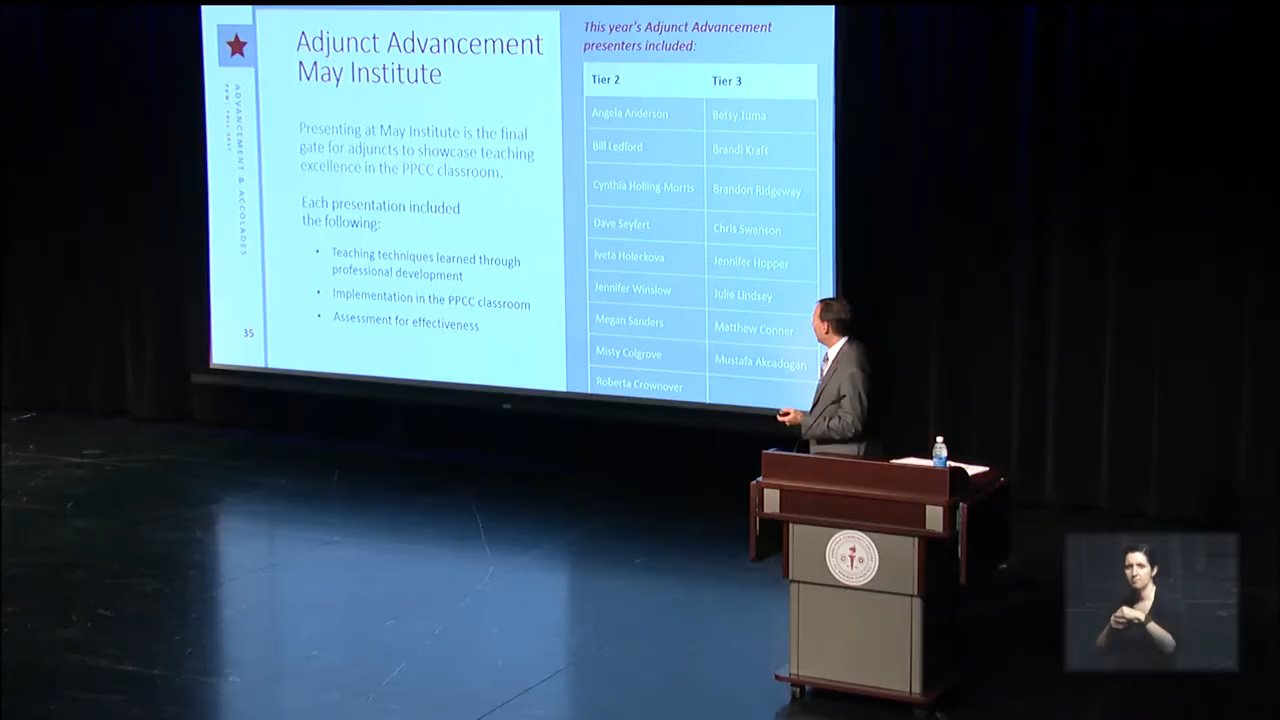 ADVANCEMENT & ACCOLADES
35
Adjunct Advancement
May Institute
Presenting at May Institute is the final
gate for adjuncts to showcase teaching
excellence in the PPCC classroom.
Each presentation included
the following:
• Teaching techniques learned through
professional development
• Implementation in the PPCC classroom
• Assessment for effectiveness
This year's Adjunct Advancement
presenters included:
Tier 2 Tier 3
Angela Anderson Betsy Tuma
Bill Ledford Brandi Kraft
Cynthia Holling-Morris Brandon Ridgeway
Dave Seyfert Chris Swanson
Iveta Holeckova Jennifer Hopper
Jennifer Winslow Julie Lindsey
Megan Sanders Matthew Conner
Misty Colgrove Mustafa Akcadogan
Roberta Crownover